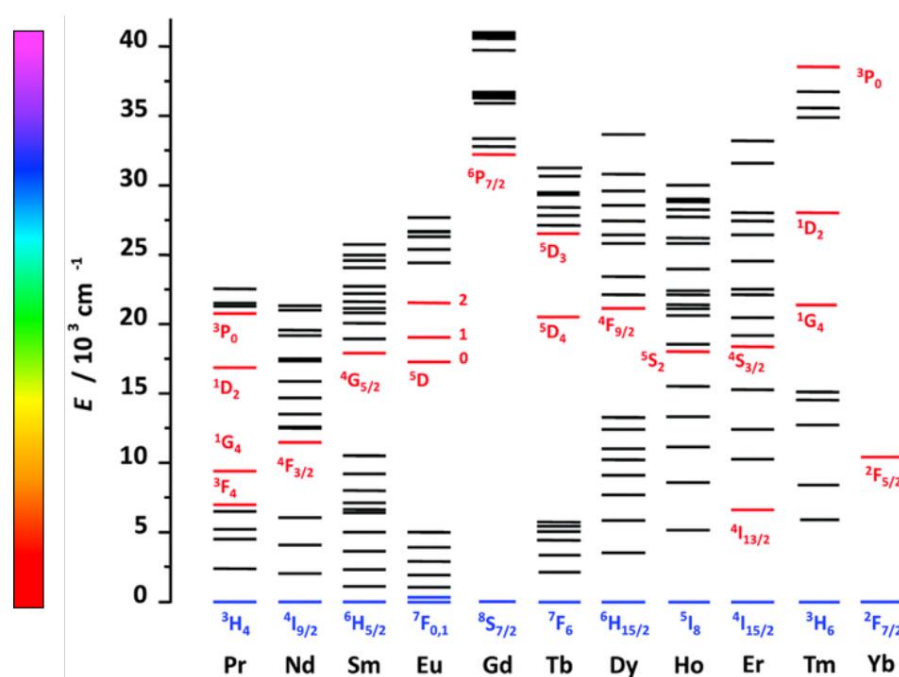 40
35
30
25
20
15
10
5
0
E / 10³ cm⁻¹
³P₀
¹D₂
¹G₄
³F₄
³H₄
Pr
⁴F₃/₂
⁴I₉/₂
Nd
⁴G₅/₂
⁶H₅/₂
Sm
2
1
0
⁵D
⁷F₀,₁
Eu
⁶P₇/₂
⁸S₇/₂
Gd
⁵D₃
⁵D₄
⁷F₆
Tb
⁴F₉/₂
⁶H₁₅/₂
Dy
⁵S₂
⁵I₈
Ho
⁴S₃/₂
⁴I₁₃/₂
⁴I₁₅/₂
Er
³P₀
¹D₂
¹G₄
³H₆
Tm
²F₅/₂
²F₇/₂
Yb